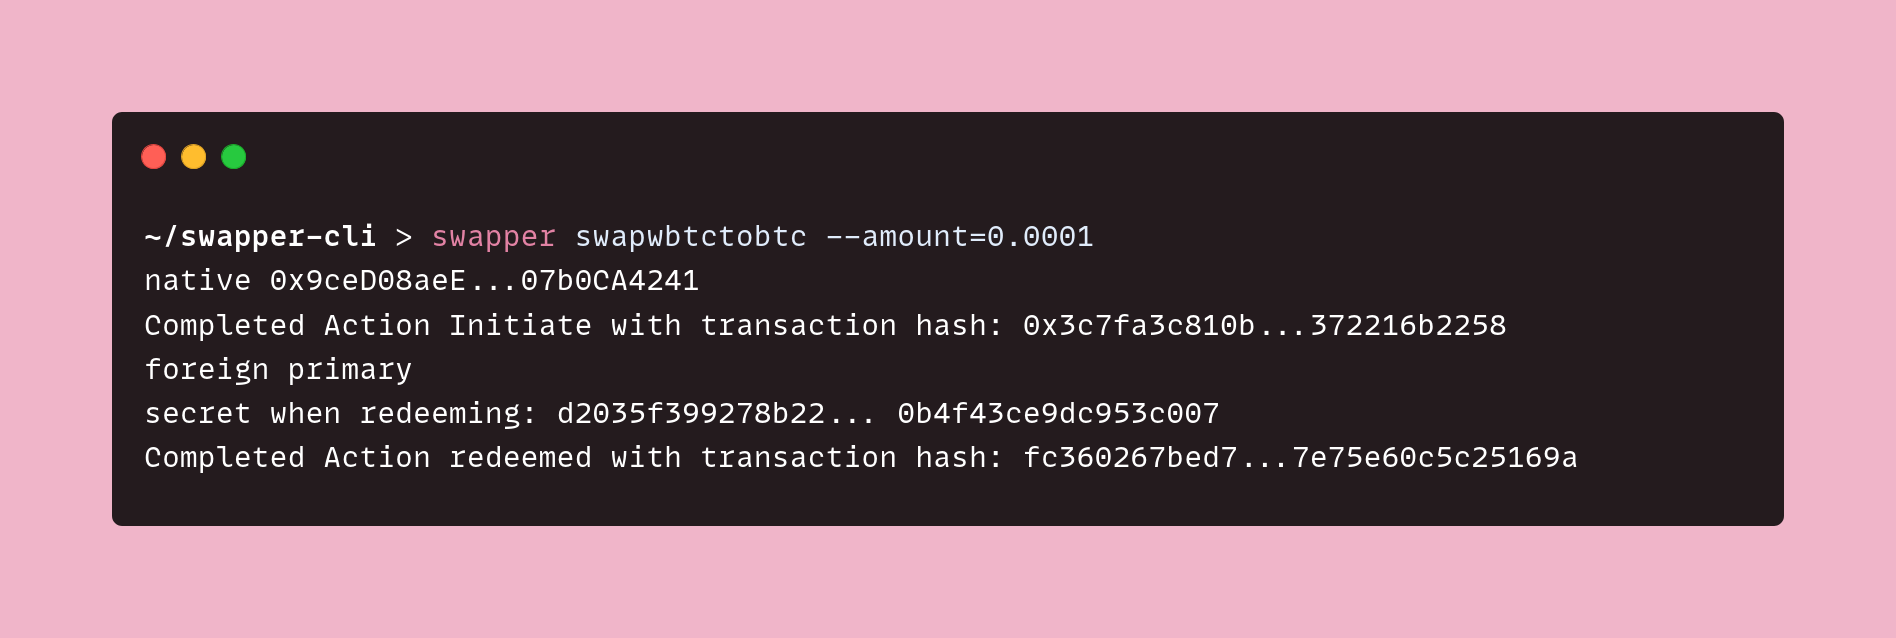 ~/swapper-cli > swapper swapwbtctobtc --amount=0.0001
native 0x9ceD08aeE...07b0CA4241
Completed Action Initiate with transaction hash: 0x3c7fa3c810b...372216b2258
foreign primary
secret when redeeming: d2035f399278b22... 0b4f43ce9dc953c007
Completed Action redeemed with transaction hash: fc360267bed7...7e75e60c5c25169a